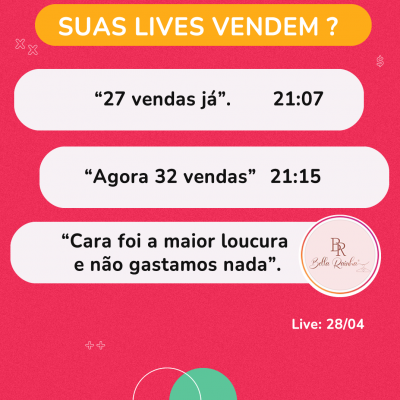 SUAS LIVES VENDEM ?
“27 vendas já”. 21:07
“Agora 32 vendas” 21:15
“Cara foi a maior loucura
e não gastamos nada”.
BR
Bella Rainha
Live: 28/04